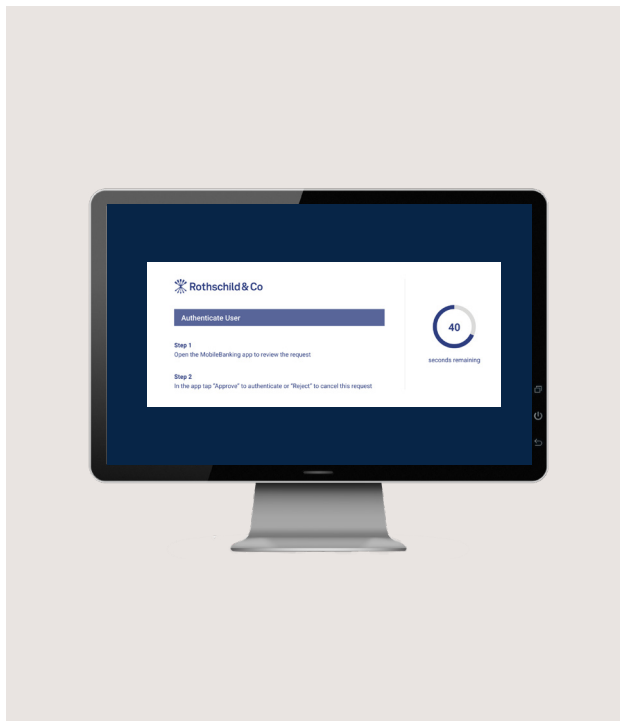 Rothschild & Co
Authenticate User
Step 1
Open the MobileBanking app to review the request
Step 2
In the app tap "Approve" to authenticate or "Reject" to cancel this request
40
seconds remaining